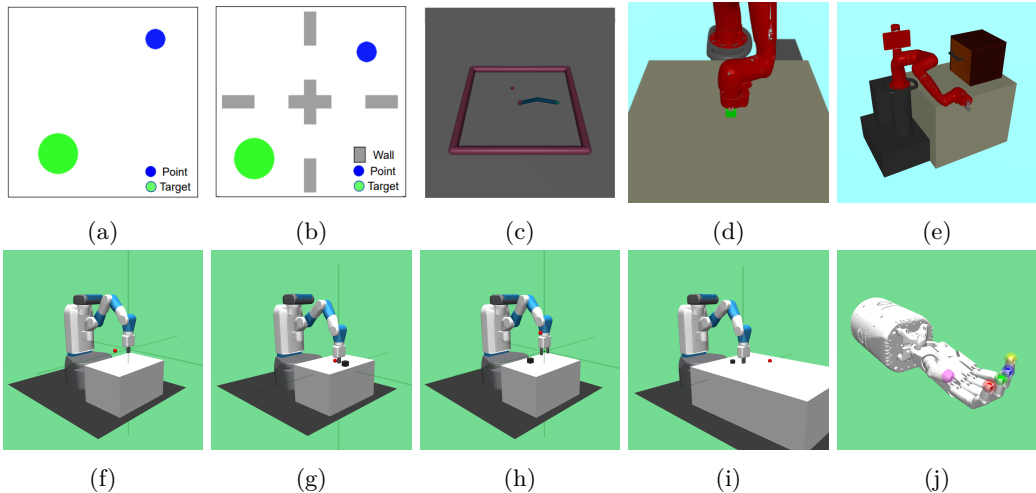 Point
Target
Wall
Point
Target
(a)
(b)
(c)
(d)
(e)
(f)
(g)
(h)
(i)
(j)